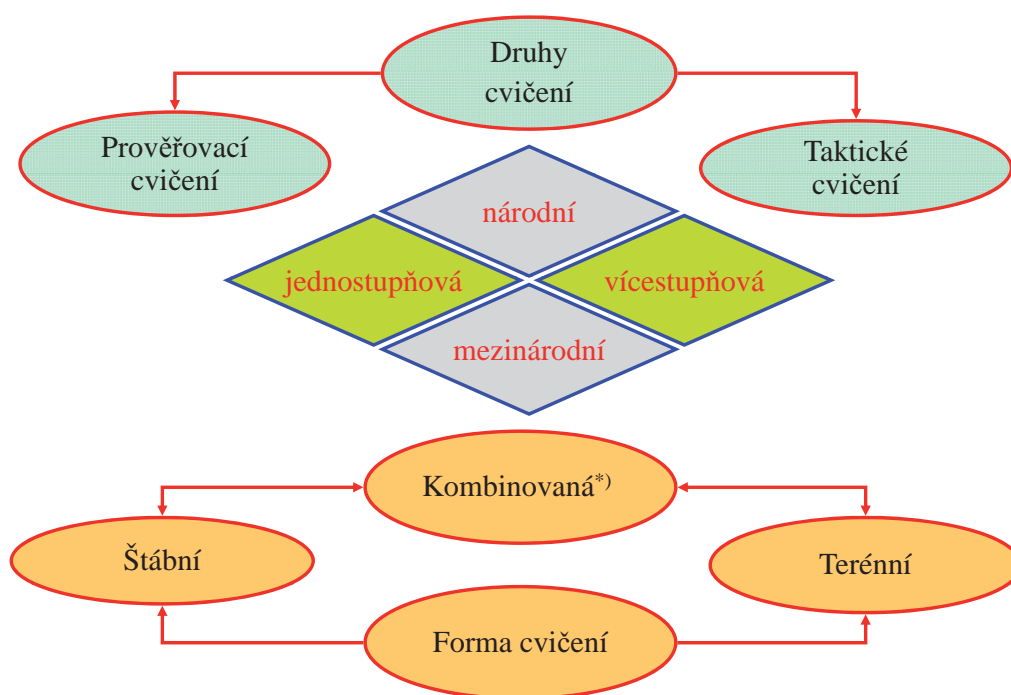 Druhy
cvičení
Prověřovací
cvičení
Taktické
cvičení
národní
jednostupňová
vícestupňová
mezinárodní
Kombinovaná*)
Štábní
Terénní
Forma cvičení